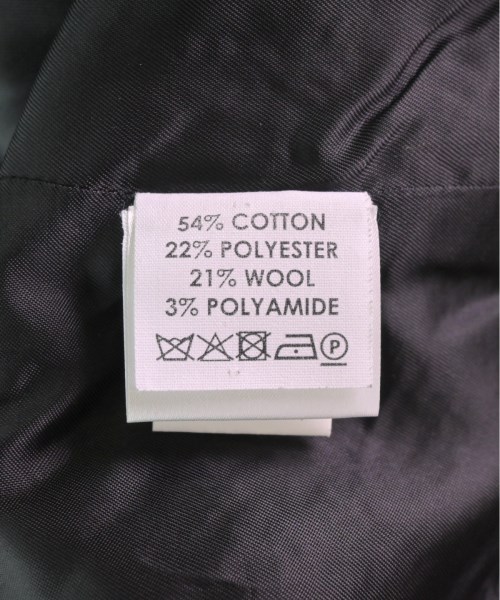 54% COTTON
22% POLYESTER
21% WOOL
3% POLYAMIDE
P